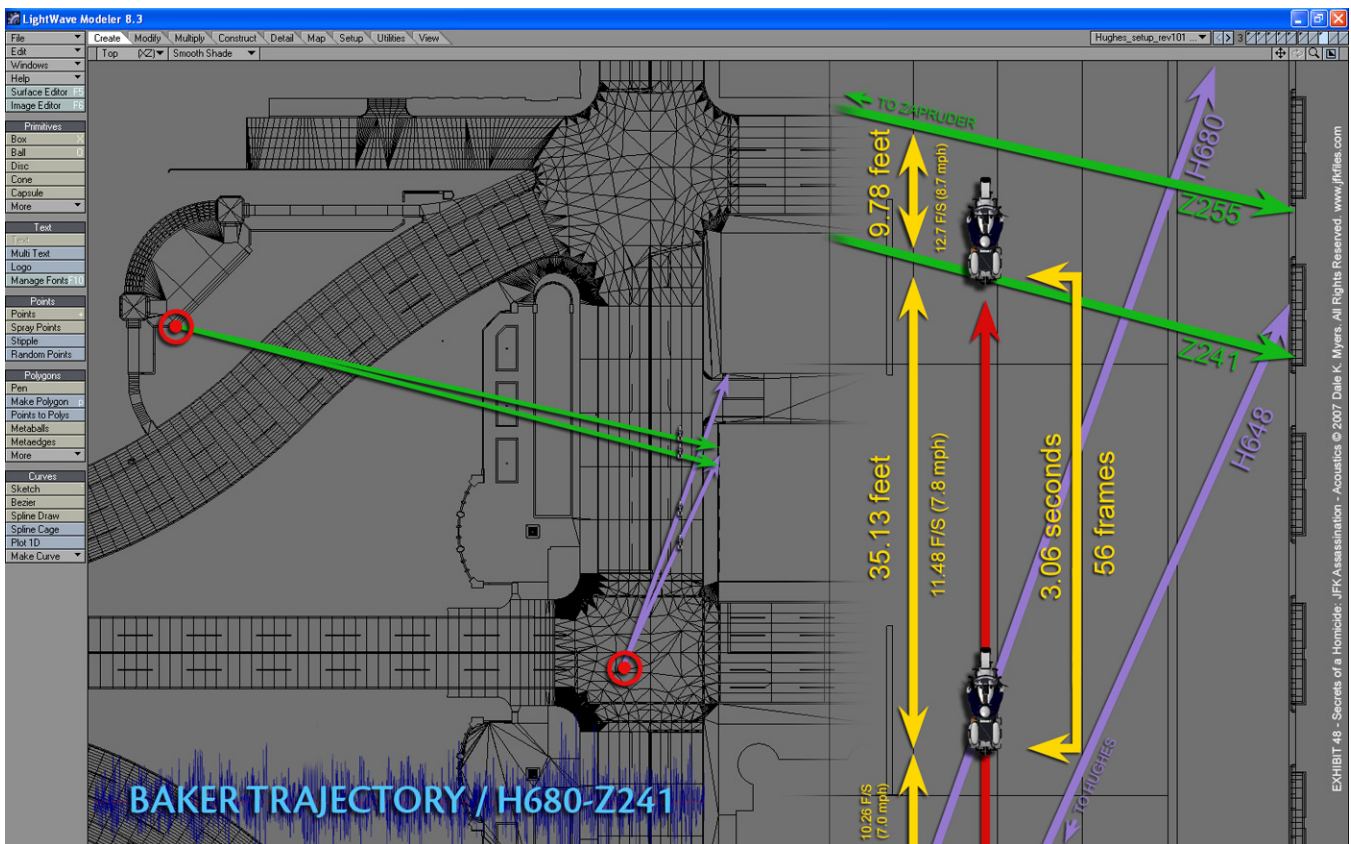 LightWave Modeler 8.3
File
Edit
Windows
Help
Surface Editor F5
Image Editor F6
Primitives
Box X
Ball O
Disc
Cone
Capsule
More
Text
Text
Multi Text
Logo
Manage Fonts F10
Points
Points +
Spray Points
Stipple
Random Points
Polygons
Pen
Make Polygon p
Points to Polys
Metaballs
Metaedges
More
Curves
Sketch
Bezier
Spline Draw
Spline Cage
Plot 1D
Make Curve
Create Modify Multiply Construct Detail Map Setup Utilities View
Hughes_setup_rev101 ... 3
Top (XZ) Smooth Shade
TO ZAPRUDER
H680
Z255
9.78 feet
12.7 F/S (8.7 mph)
Z241
H648
35.13 feet
11.48 F/S (7.8 mph)
3.06 seconds
56 frames
TO HUGHES
10.26 F/S
(7.0 mph)
BAKER TRAJECTORY / H680-Z241
EXHIBIT 48 - Secrets of a Homicide: JFK Assassination - Acoustics © 2007 Dale K. Myers. All Rights Reserved. www.jfkfiles.com